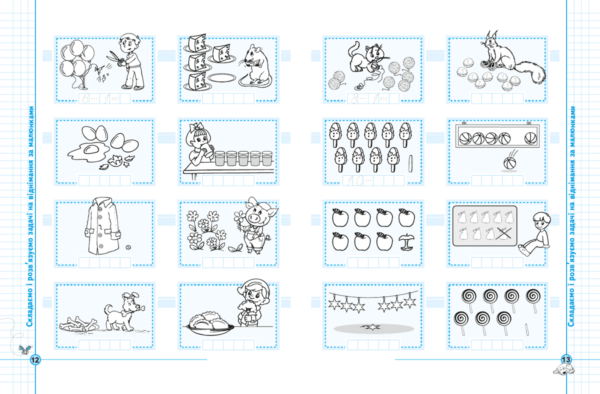 Складаємо і розв'язуємо задачі на віднімання за малюнками
12
Складаємо і розв'язуємо задачі на віднімання за малюнками
13